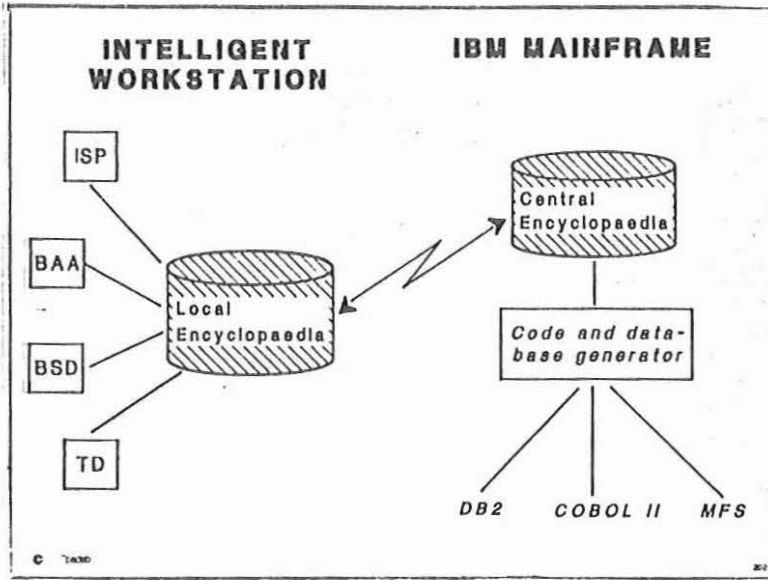 INTELLIGENT
WORKSTATION
IBM MAINFRAME
ISP
BAA
BSD
TD
Local
Encyclopaedia
Central
Encyclopaedia
Code and data-
base generator
DB2
COBOL II
MFS
C